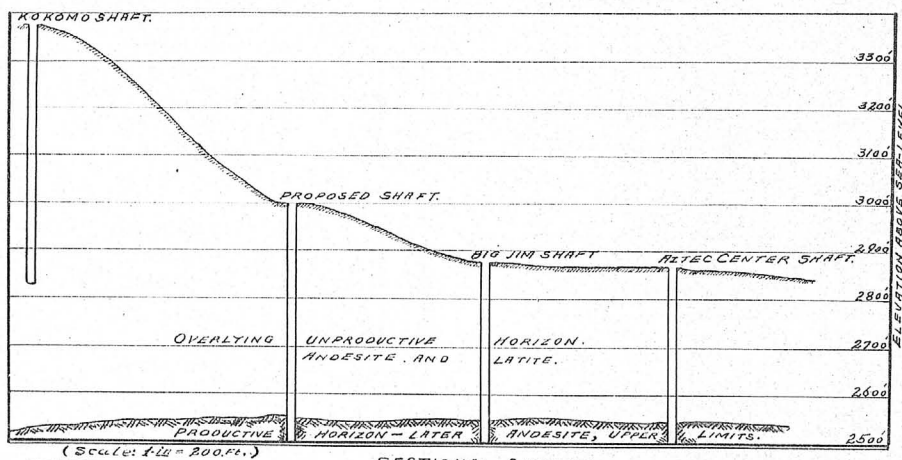 KOKOMO SHAFT.
3300'
3200'
3100'
PROPOSED SHAFT.
3000'
2900'
BIG JIM SHAFT
AZTEC CENTER SHAFT.
2800'
OVERLYING UNPRODUCTIVE HORIZON.
2700'
ANDESITE. AND LATITE.
2600'
PRODUCTIVE HORIZON — LATER ANDESITE, UPPER LIMITS.
2500'
ELEVATION ABOVE SEA-LEVEL
(Scale: 1-in = 200.Ft.)